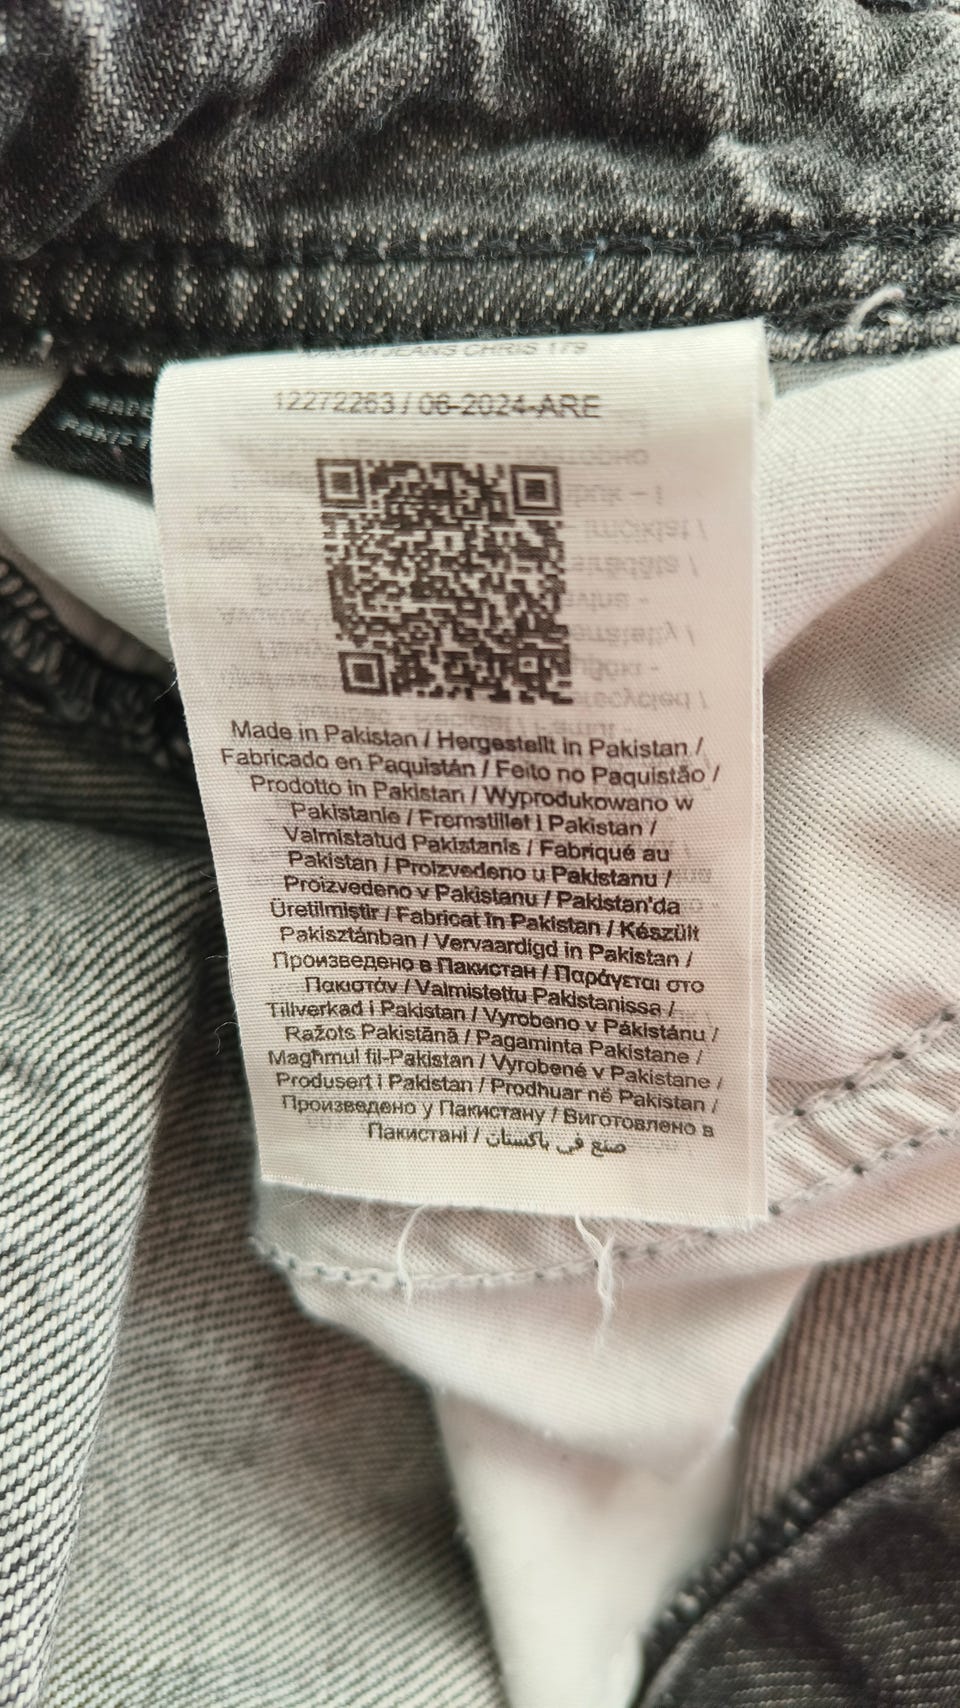 JEANS CHRIS 179
12272263 / 06-2024-ARE
Made in Pakistan / Hergestellt in Pakistan /
Fabricado en Paquistán / Feito no Paquistão /
Prodotto in Pakistan / Wyprodukowano w
Pakistanie / Fremstillet i Pakistan /
Valmistatud Pakistanis / Fabriqué au
Pakistan / Proizvedeno u Pakistanu /
Proizvedeno v Pakistanu / Pakistan'da
Üretilmiştir / Fabricat în Pakistan / Készült
Pakisztánban / Vervaardigd in Pakistan /
Произведено в Пакистан / Παράγεται στο
Πακιστάν / Valmistettu Pakistanissa /
Tillverkad i Pakistan / Vyrobeno v Pákistánu /
Ražots Pakistānā / Pagaminta Pakistane /
Magħmul fil-Pakistan / Vyrobené v Pakistane /
Produsert i Pakistan / Prodhuar në Pakistan /
Произведено у Пакистану / Виготовлено в
Пакистані / صنع في باكستان